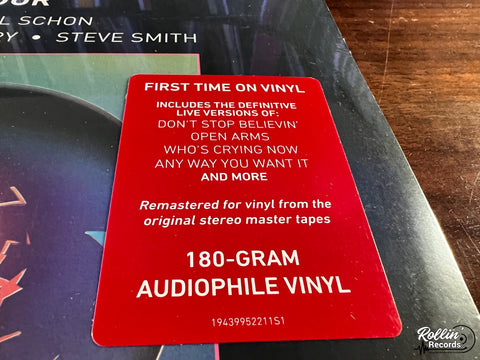 L SCHON
• STEVE SMITH
FIRST TIME ON VINYL
INCLUDES THE DEFINITIVE
LIVE VERSIONS OF:
DON'T STOP BELIEVIN'
OPEN ARMS
WHO'S CRYING NOW
ANY WAY YOU WANT IT
AND MORE
Remastered for vinyl from the
original stereo master tapes
180-GRAM
AUDIOPHILE VINYL
19439952211S1
Rollin'
Records